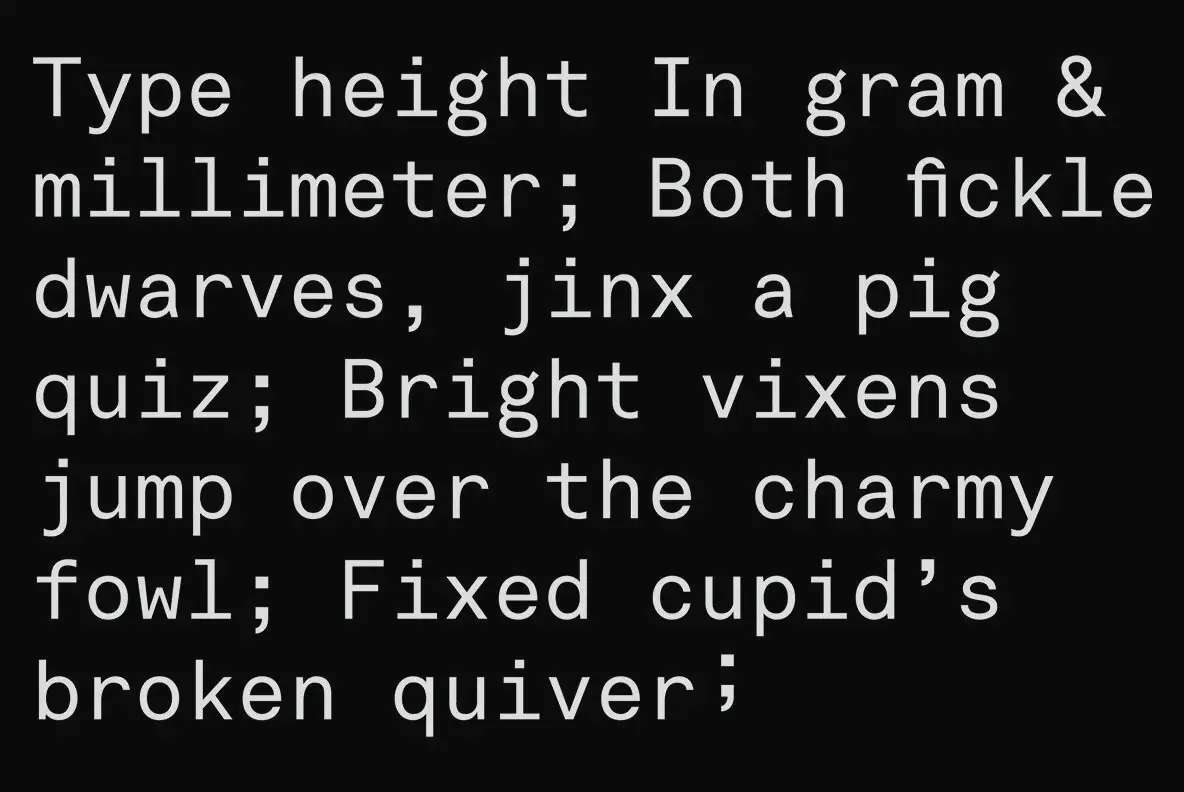 Type height In gram &
millimeter; Both fickle
dwarves, jinx a pig
quiz; Bright vixens
jump over the charmy
fowl; Fixed cupid’s
broken quiver;